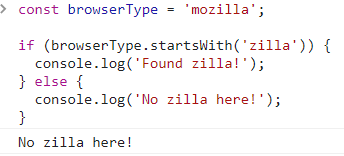 const browserType = 'mozilla';
if (browserType.startsWith('zilla')) {
  console.log('Found zilla!');
} else {
  console.log('No zilla here!');
}
No zilla here!